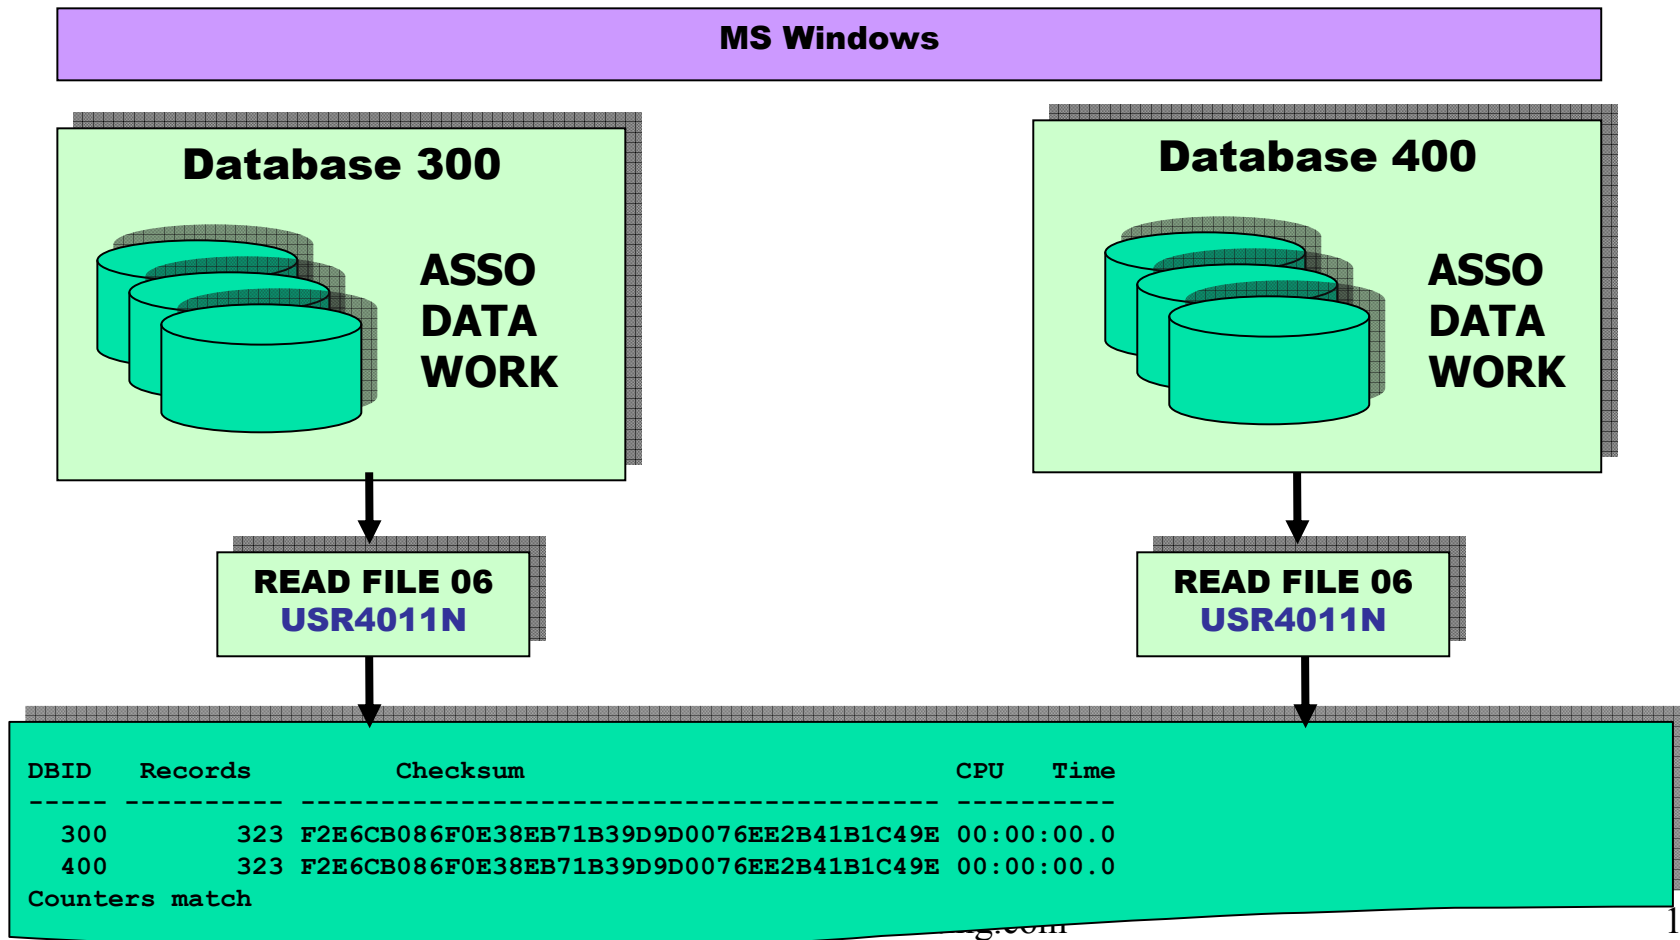 MS Windows
Database 300
ASSO
DATA
WORK
Database 400
ASSO
DATA
WORK
READ FILE 06
USR4011N
READ FILE 06
USR4011N
DBID   Records         Checksum                           CPU   Time
----- ---------- ---------------------------------------- ----------
  300        323 F2E6CB086F0E38EB71B39D9D0076EE2B41B1C49E 00:00:00.0
  400        323 F2E6CB086F0E38EB71B39D9D0076EE2B41B1C49E 00:00:00.0
Counters match
1